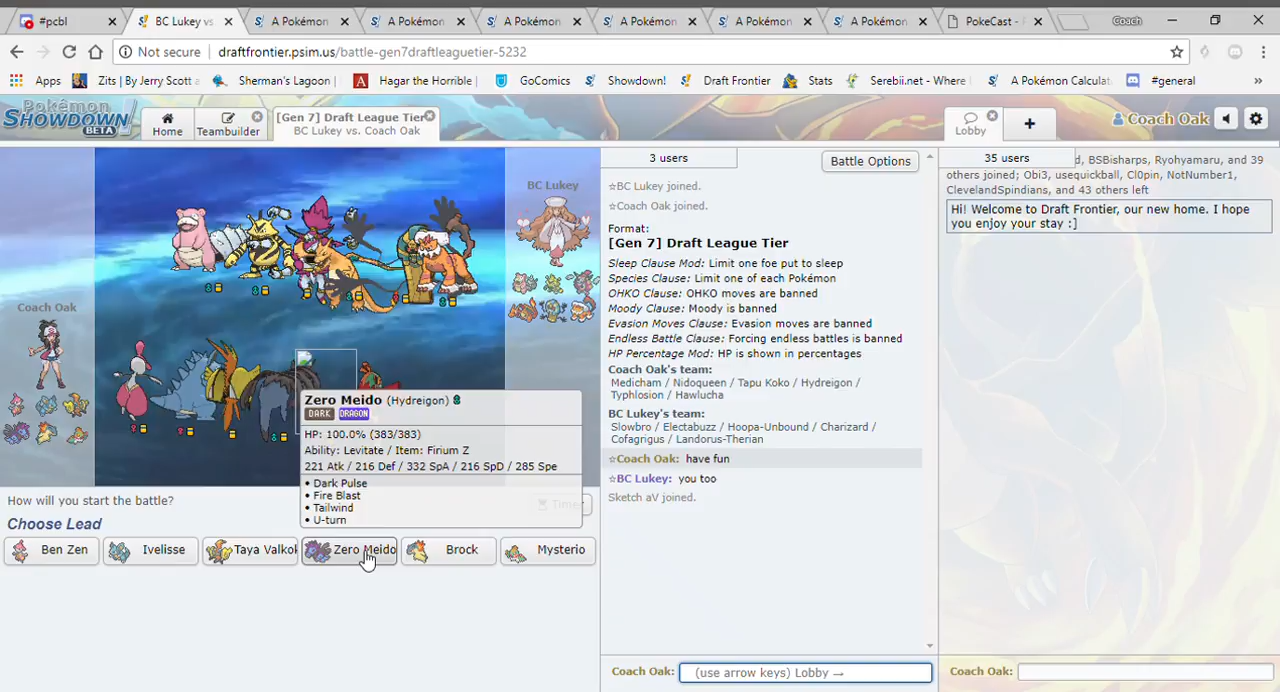 #pcbl
BC Lukey vs.
A Pokémon
A Pokémon
A Pokémon
A Pokémon
A Pokémon
A Pokémon
PokeCast -
Coach
Not secure
draftfrontier.psim.us/battle-gen7draftleaguetier-5232
Apps
Zits | By Jerry Scott
Sherman's Lagoon |
Hagar the Horrible |
GoComics
Showdown!
Draft Frontier
Stats
Serebii.net - Where
A Pokémon Calculat
#general
»
Pokémon
Showdown!
BETA
Home
Teambuilder
[Gen 7] Draft League Tier
BC Lukey vs. Coach Oak
Lobby
+
Coach Oak
BC Lukey
Coach Oak
Zero Meido (Hydreigon)
DARK DRAGON
HP: 100.0% (383/383)
Ability: Levitate / Item: Firium Z
221 Atk / 216 Def / 332 SpA / 216 SpD / 285 Spe
• Dark Pulse
• Fire Blast
• Tailwind
• U-turn
How will you start the battle?
Timer
Choose Lead
Ben Zen
Ivelisse
Taya Valkoi
Zero Meido
Brock
Mysterio
3 users
Battle Options
☆BC Lukey joined.
☆Coach Oak joined.
Format:
[Gen 7] Draft League Tier
Sleep Clause Mod: Limit one foe put to sleep
Species Clause: Limit one of each Pokémon
OHKO Clause: OHKO moves are banned
Moody Clause: Moody is banned
Evasion Moves Clause: Evasion moves are banned
Endless Battle Clause: Forcing endless battles is banned
HP Percentage Mod: HP is shown in percentages
Coach Oak's team:
Medicham / Nidoqueen / Tapu Koko / Hydreigon /
Typhlosion / Hawlucha
BC Lukey's team:
Slowbro / Electabuzz / Hoopa-Unbound / Charizard /
Cofagrigus / Landorus-Therian
☆Coach Oak: have fun
☆BC Lukey: you too
Sketch aV joined.
Coach Oak:
(use arrow keys) Lobby →
35 users
d, BSBisharps, Ryohyamaru, and 39
others joined; Obi3, usequickball, Cl0pin, NotNumber1,
ClevelandSpindians, and 43 others left
Hi! Welcome to Draft Frontier, our new home. I hope
you enjoy your stay :]
Coach Oak: